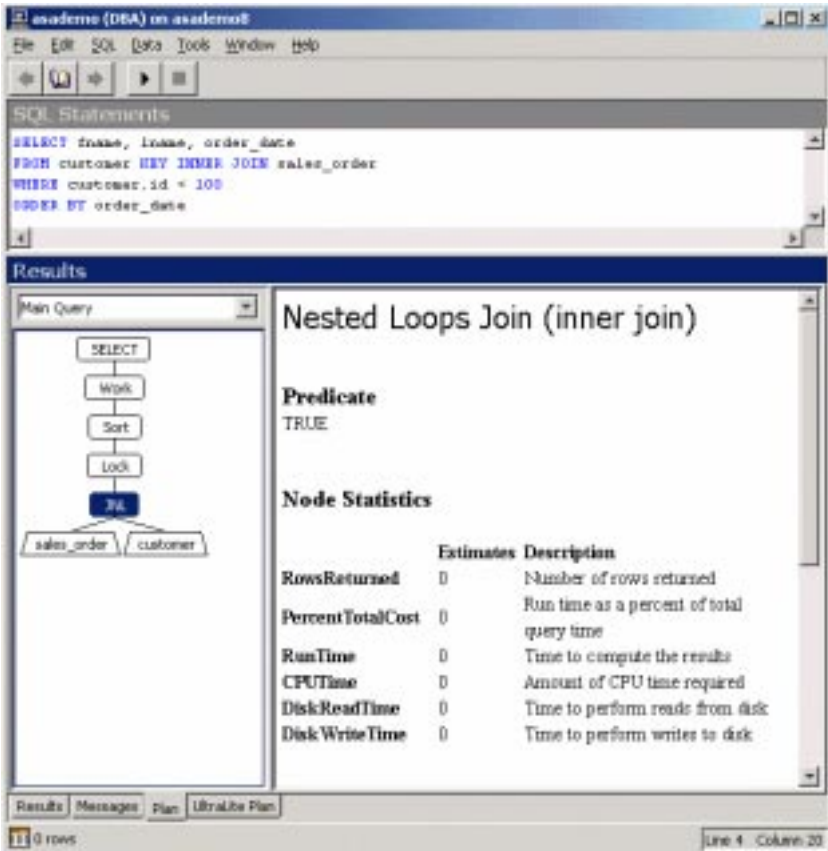 asademo (DBA) on asademo8
File Edit SQL Data Tools Window Help
SQL Statements
SELECT fname, lname, order_date
FROM customer KEY INNER JOIN sales_order
WHERE customer.id < 100
ORDER BY order_date
Results
Main Query
SELECT
Work
Sort
Lock
JNL
sales_order customer
Nested Loops Join (inner join)
Predicate
TRUE
Node Statistics
Estimates Description
RowsReturned 0 Number of rows returned
PercentTotalCost 0 Run time as a percent of total
query time
RunTime 0 Time to compute the results
CPUTime 0 Amount of CPU time required
DiskReadTime 0 Time to perform reads from disk
DiskWriteTime 0 Time to perform writes to disk
Results Messages Plan UltraLite Plan
0 rows
Line 4 Column 20